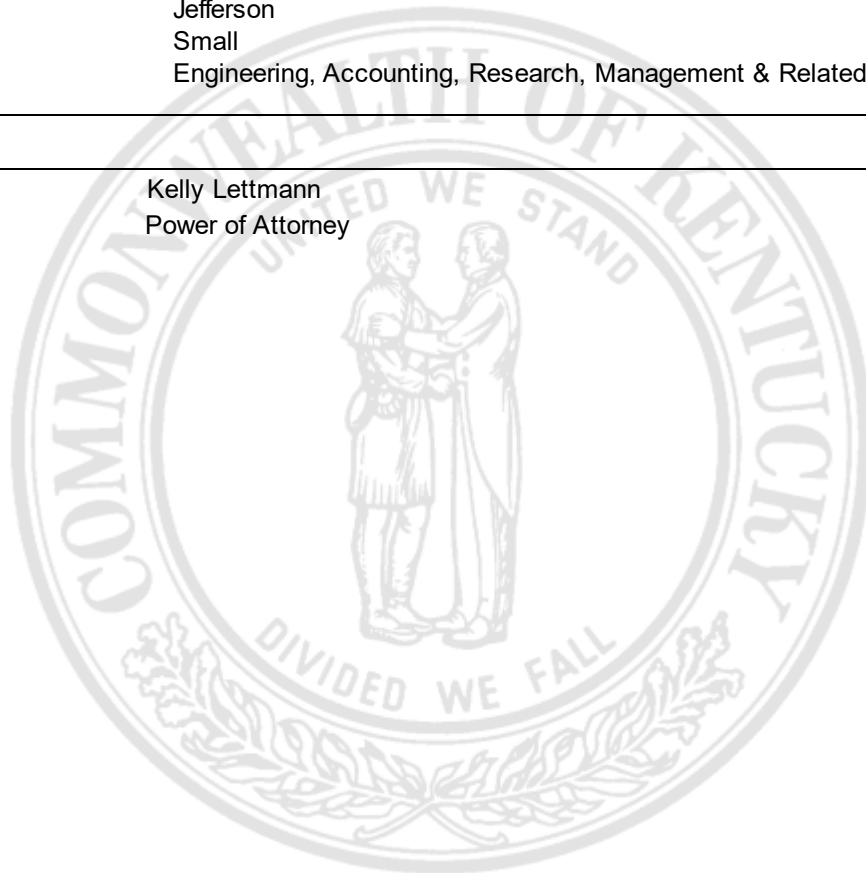 Jefferson
Small
Engineering, Accounting, Research, Management & Related
Kelly Lettmann
Power of Attorney
COMMONWEALTH OF KENTUCKY
UNITED WE STAND
DIVIDED WE FALL